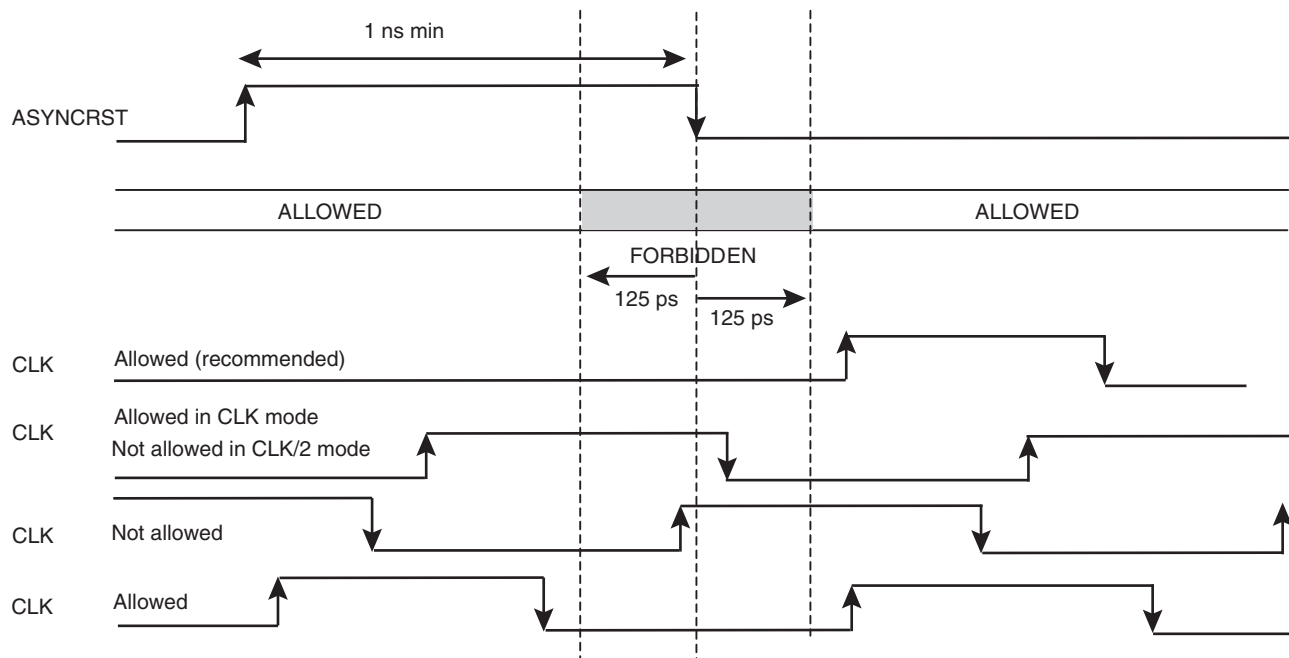 1 ns min
ASYNCRST
ALLOWED
ALLOWED
FORBIDDEN
125 ps
125 ps
CLK
Allowed (recommended)
CLK
Allowed in CLK mode
Not allowed in CLK/2 mode
CLK
Not allowed
CLK
Allowed